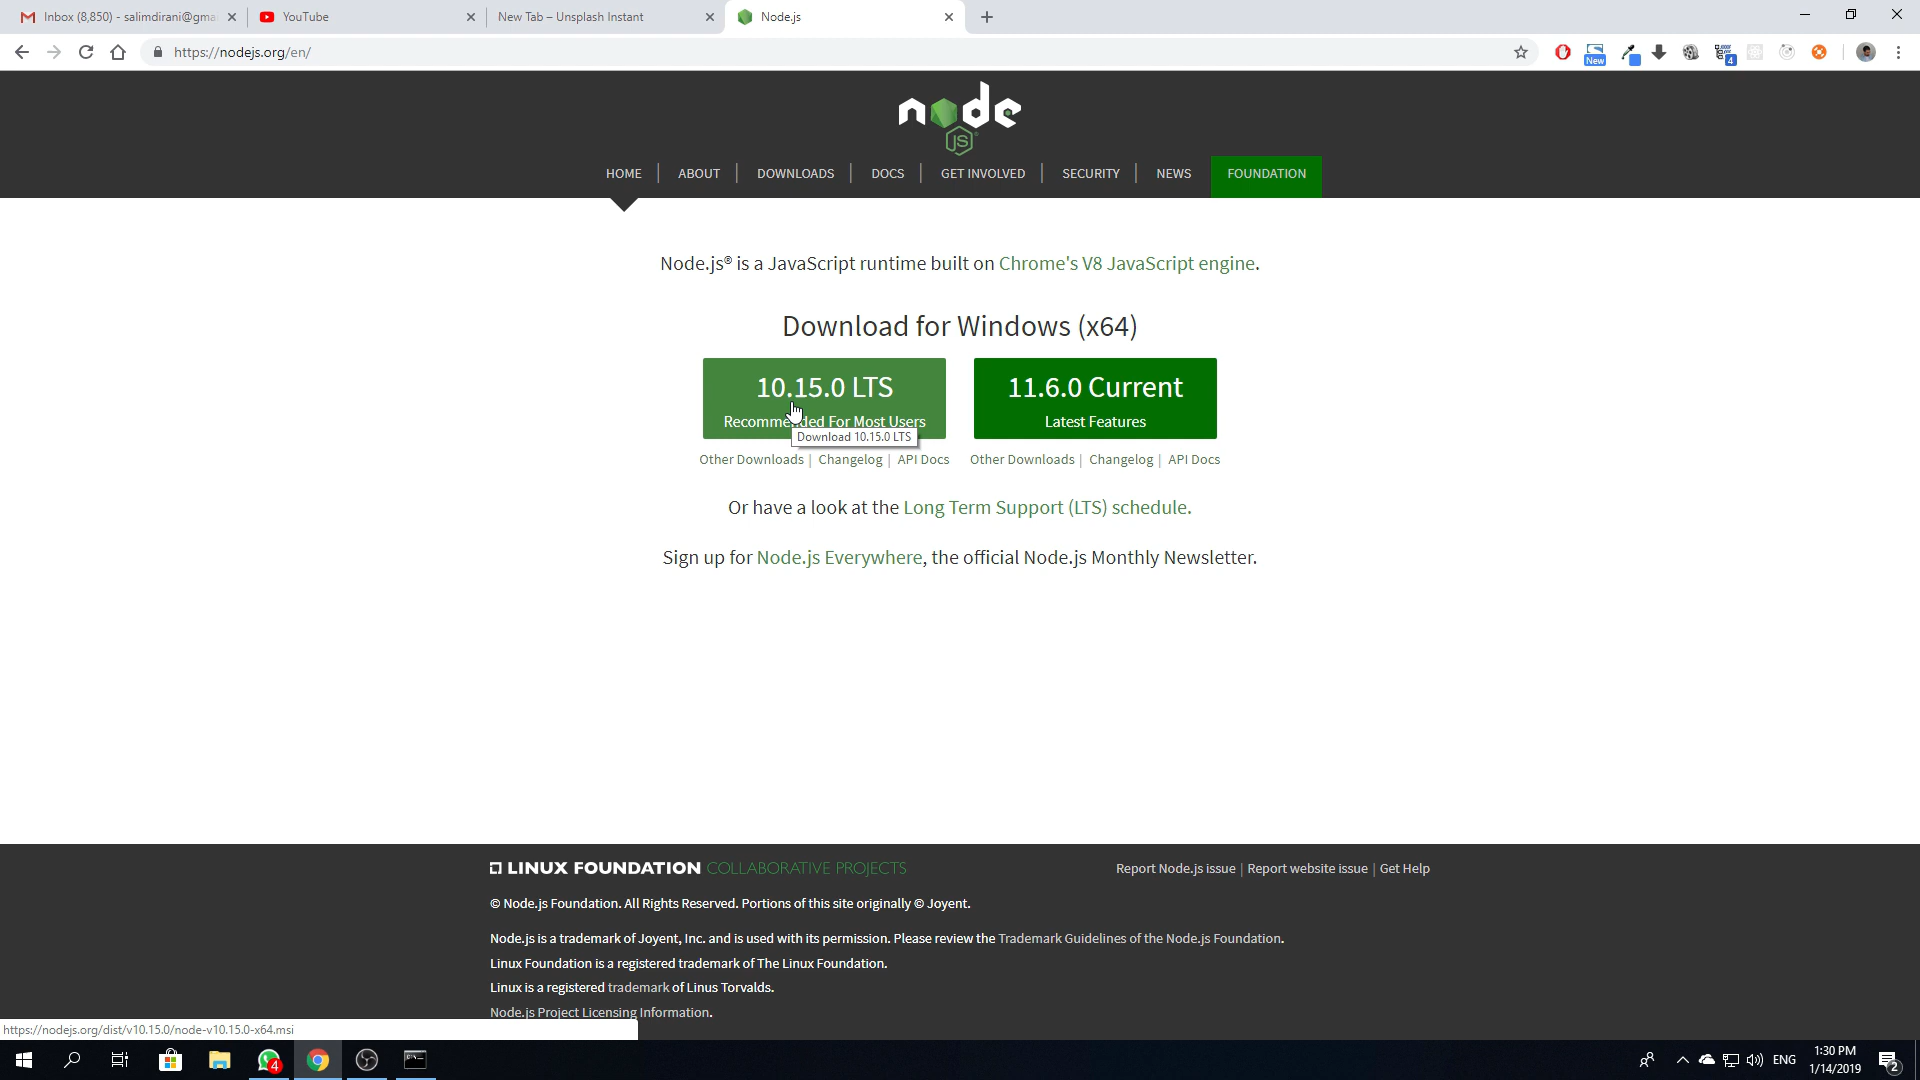 Inbox (8,850) - salimdirani@gma
YouTube
New Tab – Unsplash Instant
Node.js
https://nodejs.org/en/
New
4
node
JS
HOME
ABOUT
DOWNLOADS
DOCS
GET INVOLVED
SECURITY
NEWS
FOUNDATION
Node.js® is a JavaScript runtime built on Chrome's V8 JavaScript engine.
Download for Windows (x64)
10.15.0 LTS
Recommended For Most Users
Download 10.15.0 LTS
11.6.0 Current
Latest Features
Other Downloads | Changelog | API Docs
Other Downloads | Changelog | API Docs
Or have a look at the Long Term Support (LTS) schedule.
Sign up for Node.js Everywhere, the official Node.js Monthly Newsletter.
LINUX FOUNDATION COLLABORATIVE PROJECTS
Report Node.js issue | Report website issue | Get Help
© Node.js Foundation. All Rights Reserved. Portions of this site originally © Joyent.
Node.js is a trademark of Joyent, Inc. and is used with its permission. Please review the Trademark Guidelines of the Node.js Foundation.
Linux Foundation is a registered trademark of The Linux Foundation.
Linux is a registered trademark of Linus Torvalds.
Node.js Project Licensing Information.
https://nodejs.org/dist/v10.15.0/node-v10.15.0-x64.msi
4
ENG
1:30 PM
1/14/2019
2